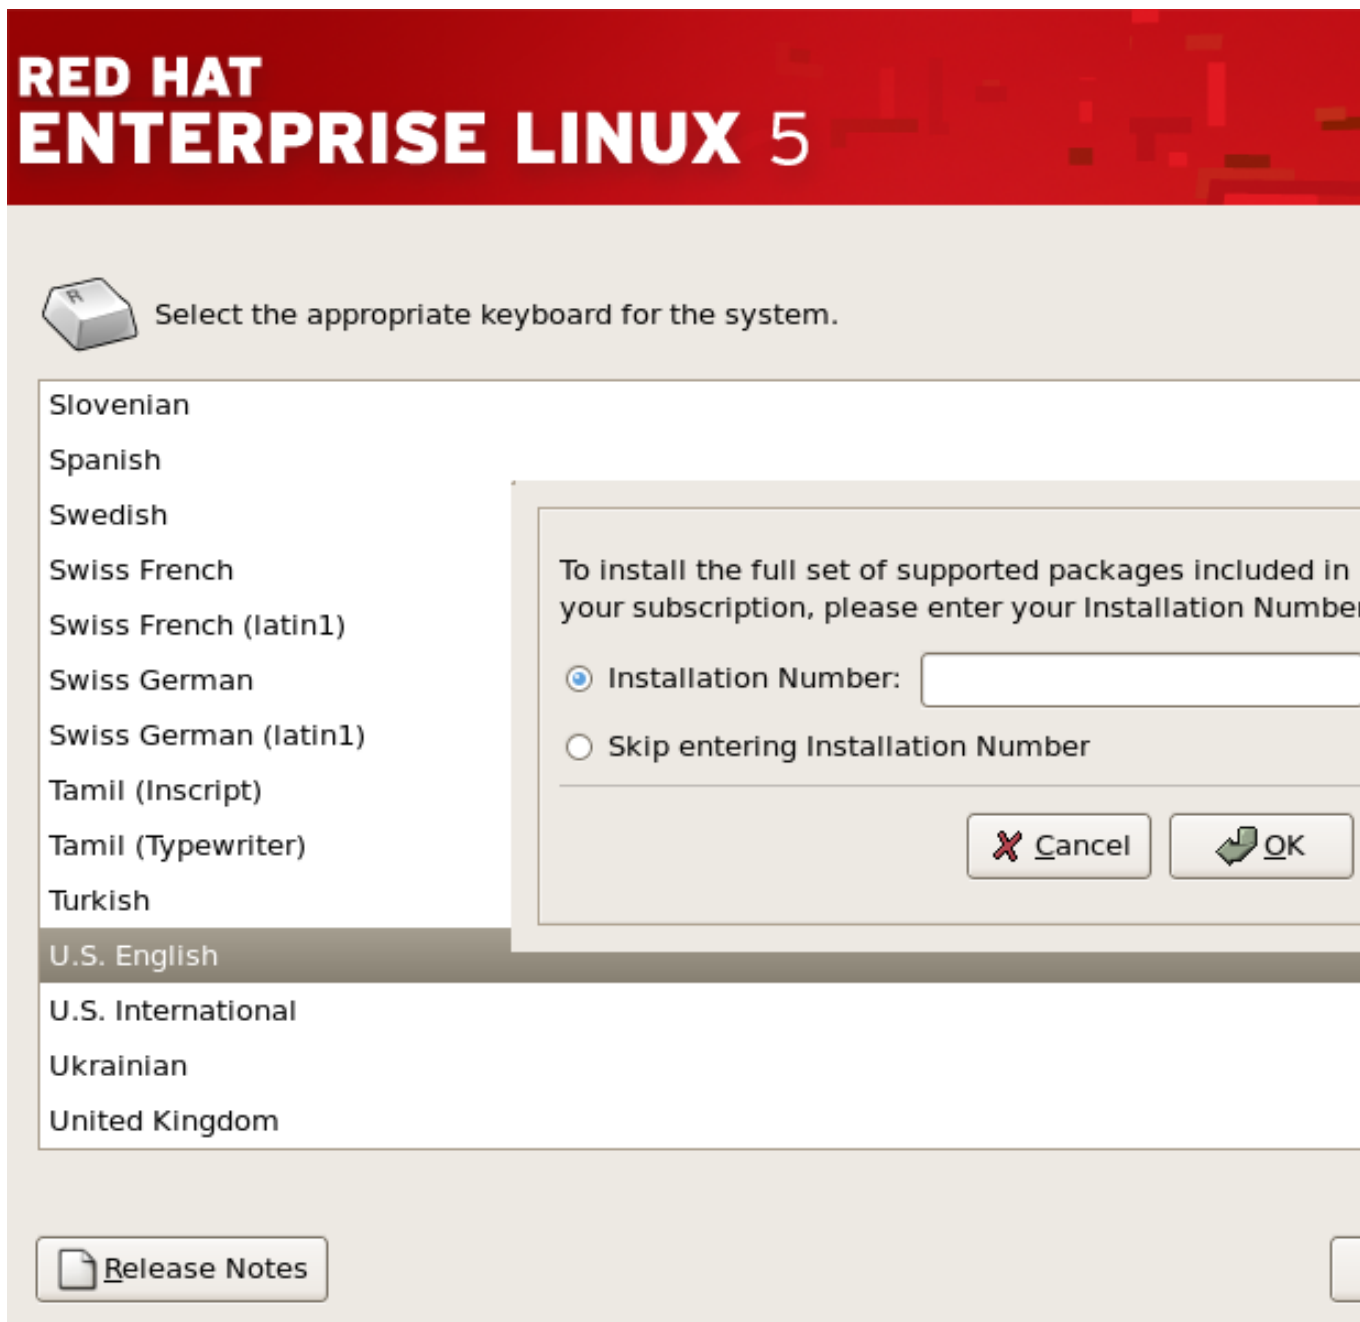 RED HAT
ENTERPRISE LINUX 5
R
Select the appropriate keyboard for the system.
Slovenian
Spanish
Swedish
Swiss French
Swiss French (latin1)
Swiss German
Swiss German (latin1)
Tamil (Inscript)
Tamil (Typewriter)
Turkish
U.S. English
U.S. International
Ukrainian
United Kingdom
To install the full set of supported packages included in
your subscription, please enter your Installation Number
Installation Number:
Skip entering Installation Number
Cancel
OK
Release Notes